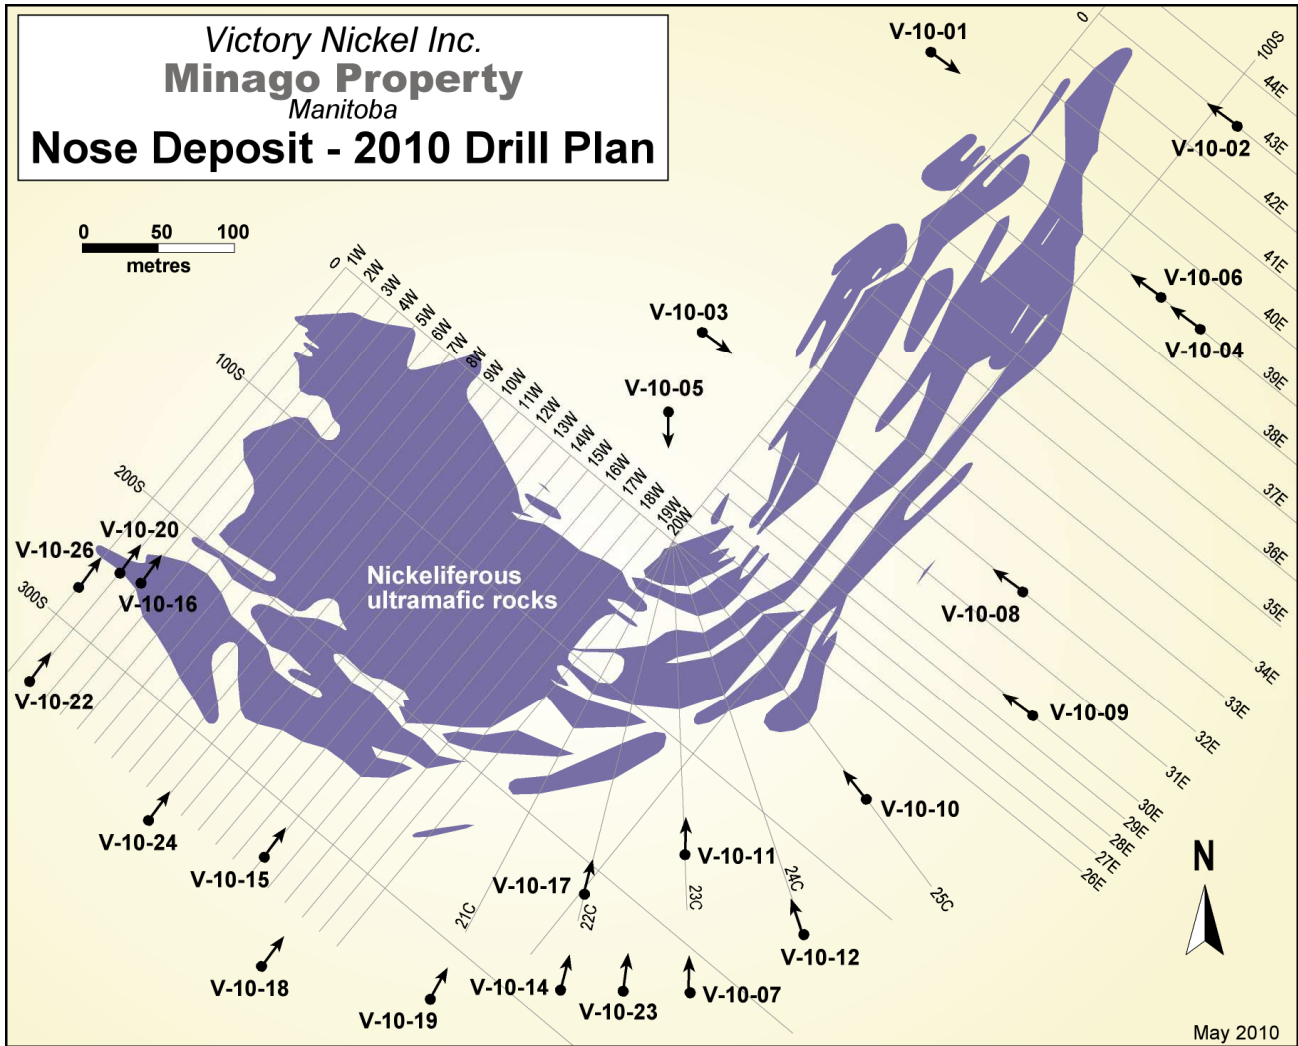 Victory Nickel Inc.
Minago Property
Manitoba
Nose Deposit - 2010 Drill Plan
0 50 100
metres
V-10-01
V-10-02
V-10-03
V-10-05
V-10-06
V-10-04
V-10-20
V-10-26
V-10-16
V-10-22
V-10-08
V-10-09
V-10-10
V-10-24
V-10-15
V-10-11
V-10-17
V-10-12
V-10-18
V-10-19
V-10-14
V-10-23
V-10-07
Nickeliferous
ultramafic rocks
0
1W
2W
3W
4W
5W
6W
7W
8W
9W
10W
11W
12W
13W
14W
15W
16W
17W
18W
19W
20W
100S
200S
300S
21C
22C
23C
24C
25C
0
100S
44E
43E
42E
41E
40E
39E
38E
37E
36E
35E
34E
33E
32E
31E
30E
29E
28E
27E
26E
N
May 2010